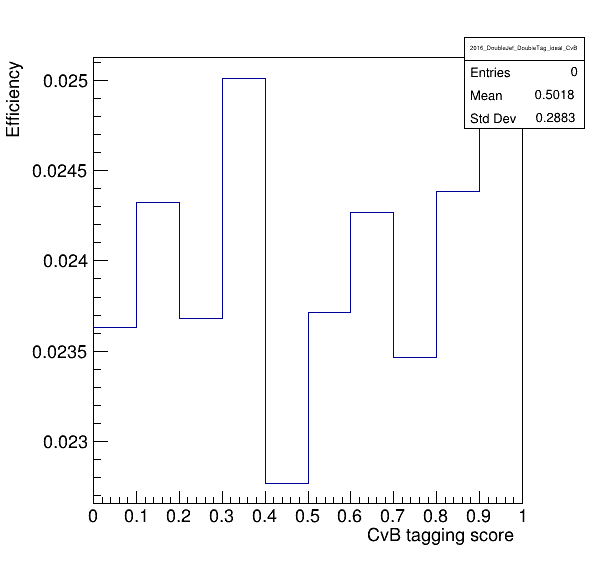 2016_DoubleJet_DoubleTag_ideal_CvB
Entries 0
Mean 0.5018
Std Dev 0.2883
Efficiency
0.025
0.0245
0.024
0.0235
0.023
0 0.1 0.2 0.3 0.4 0.5 0.6 0.7 0.8 0.9 1
CvB tagging score